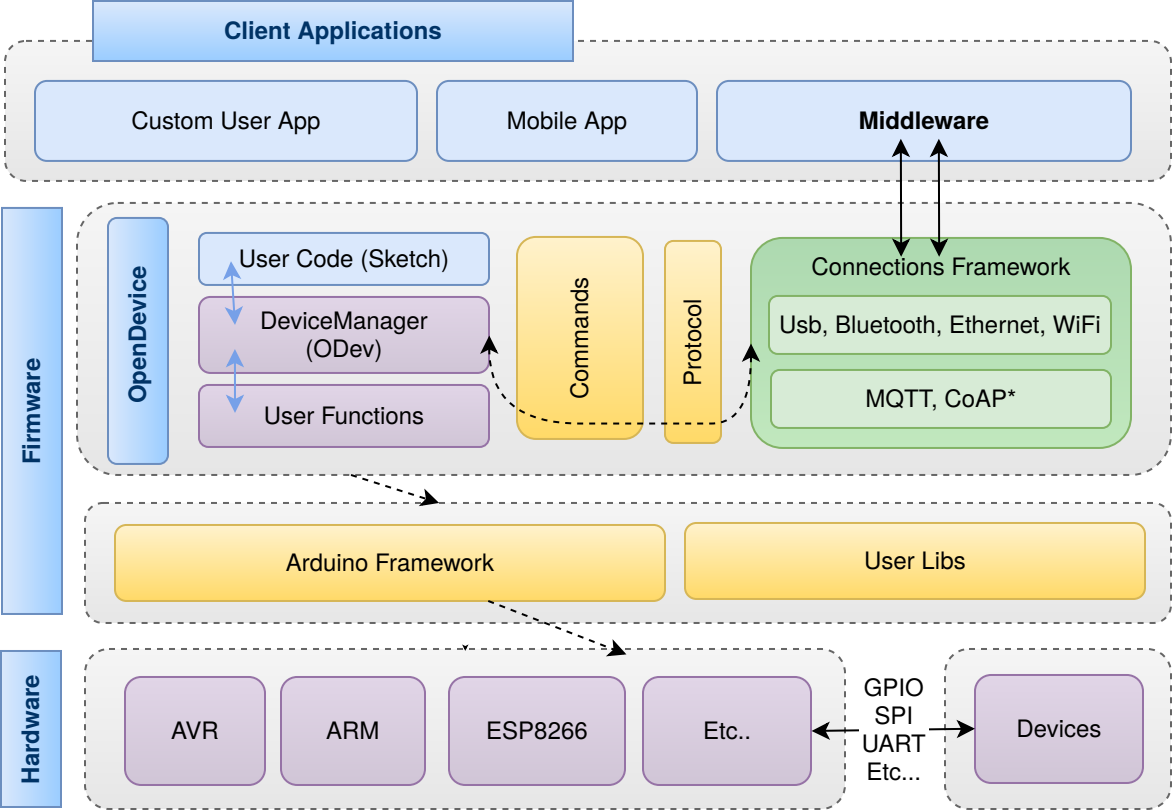 Client Applications
Custom User App
Mobile App
Middleware
Firmware
OpenDevice
User Code (Sketch)
DeviceManager
(ODev)
User Functions
Commands
Protocol
Connections Framework
Usb, Bluetooth, Ethernet, WiFi
MQTT, CoAP*
Arduino Framework
User Libs
Hardware
AVR
ARM
ESP8266
Etc..
GPIO
SPI
UART
Etc...
Devices